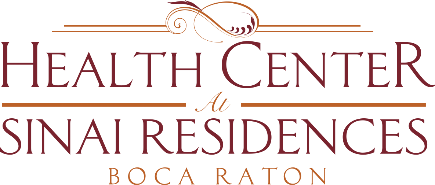 HEALTH CENTER
At
SINAI RESIDENCES
BOCA RATON